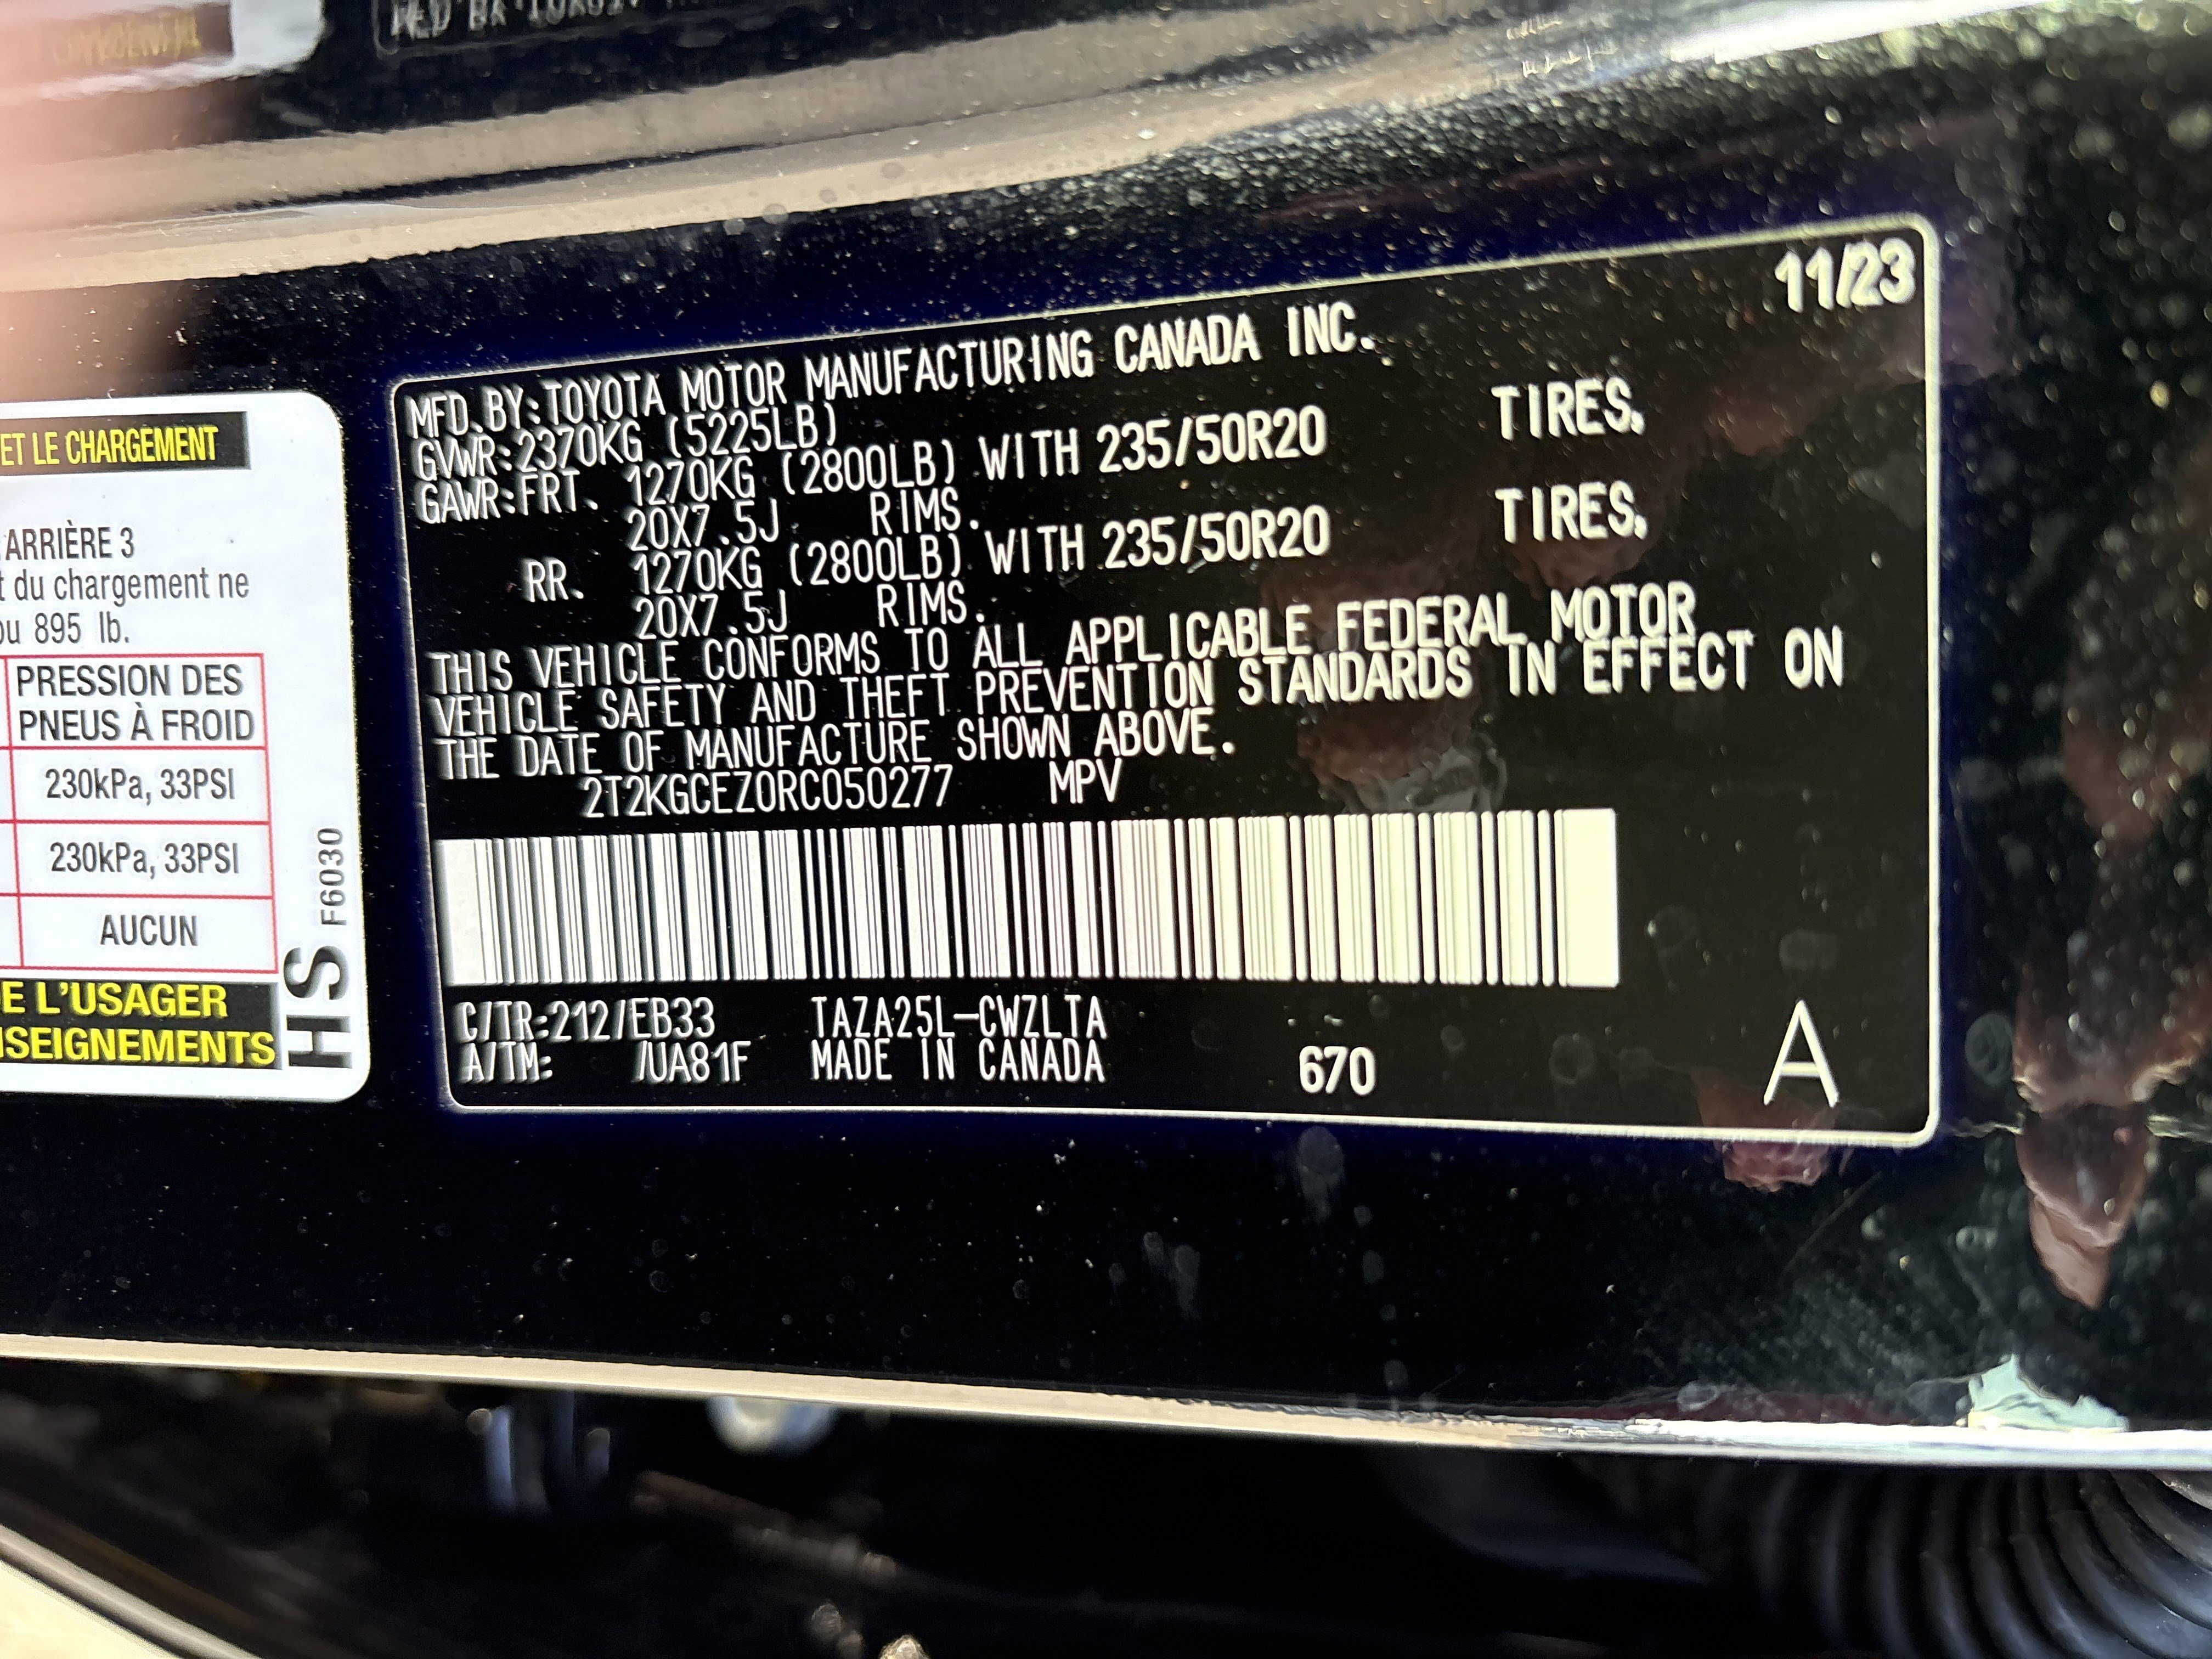 ET LE CHARGEMENT
ARRIÈRE 3
t du chargement ne
ou 895 lb.
PRESSION DES
PNEUS À FROID
230kPa, 33PSI
230kPa, 33PSI
AUCUN
E L'USAGER
NSEIGNEMENTS
HS F6030
11/23
MFD.BY:TOYOTA MOTOR MANUFACTURING CANADA INC.
GVWR:2370KG (5225LB)
GAWR:FRT. 1270KG (2800LB) WITH 235/50R20 TIRES,
20X7.5J RIMS.
RR. 1270KG (2800LB) WITH 235/50R20 TIRES,
20X7.5J RIMS.
THIS VEHICLE CONFORMS TO ALL APPLICABLE FEDERAL MOTOR
VEHICLE SAFETY AND THEFT PREVENTION STANDARDS IN EFFECT ON
THE DATE OF MANUFACTURE SHOWN ABOVE.
2T2KGCEZ0RC050277 MPV
C/TR:212/EB33 TAZA25L-CWZLTA
A/TM: /UA81F MADE IN CANADA 670 A